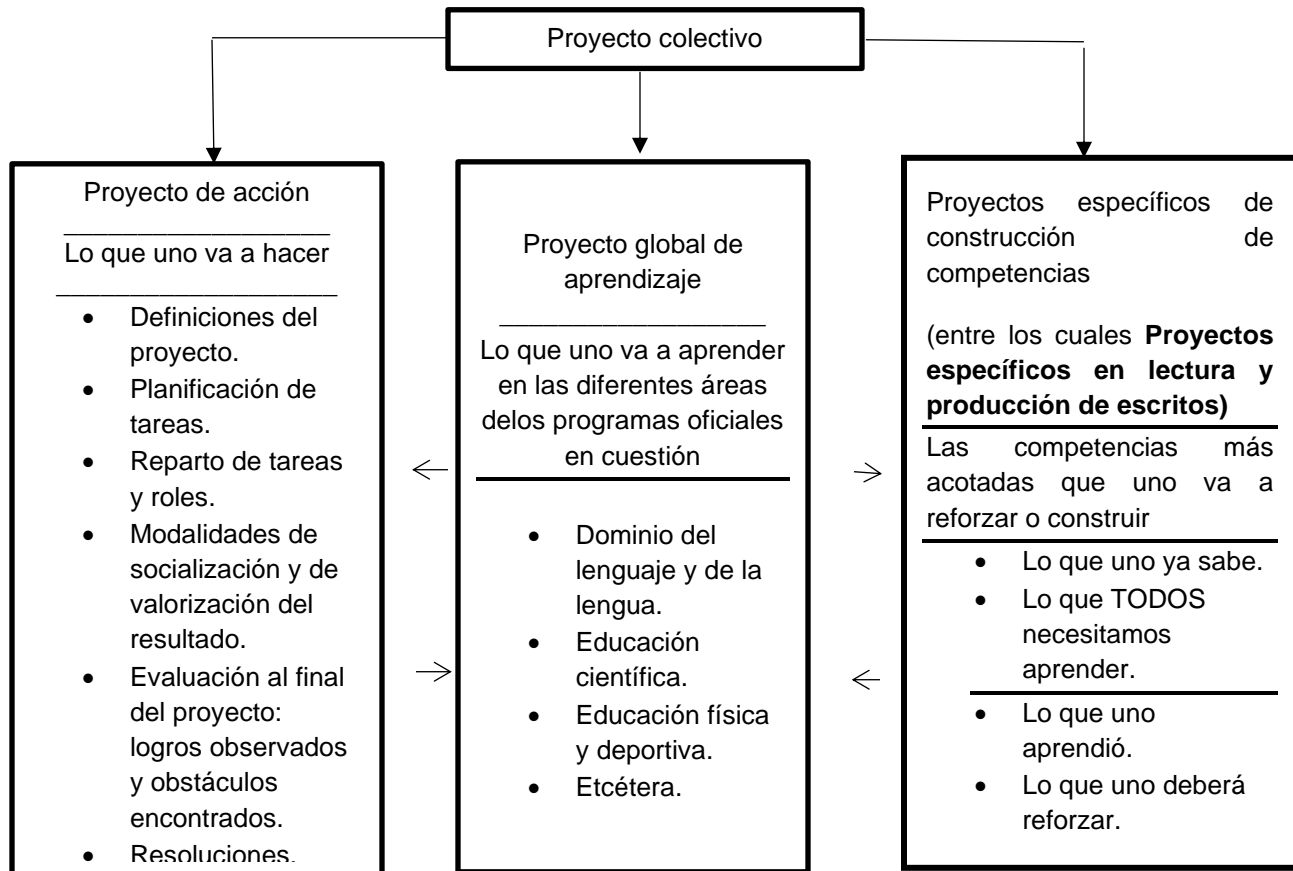 Proyecto colectivo
Proyecto de acción
Lo que uno va a hacer
• Definiciones del
proyecto.
• Planificación de
tareas.
• Reparto de tareas
y roles.
• Modalidades de
socialización y de
valorización del
resultado.
• Evaluación al final
del proyecto:
logros observados
y obstáculos
encontrados.
• Resoluciones.
Proyecto global de
aprendizaje
Lo que uno va a aprender
en las diferentes áreas
delos programas oficiales
en cuestión
• Dominio del
lenguaje y de la
lengua.
• Educación
científica.
• Educación física
y deportiva.
• Etcétera.
Proyectos específicos de
construcción de
competencias
(entre los cuales Proyectos
específicos en lectura y
producción de escritos)
Las competencias más
acotadas que uno va a
reforzar o construir
• Lo que uno ya sabe.
• Lo que TODOS
necesitamos
aprender.
• Lo que uno
aprendió.
• Lo que uno deberá
reforzar.